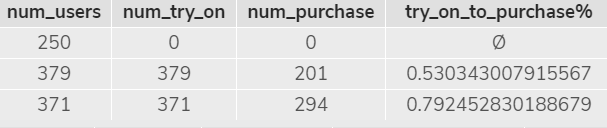 num_users num_try_on num_purchase try_on_to_purchase%
250 0 0 Ø
379 379 201 0.530343007915567
371 371 294 0.792452830188679